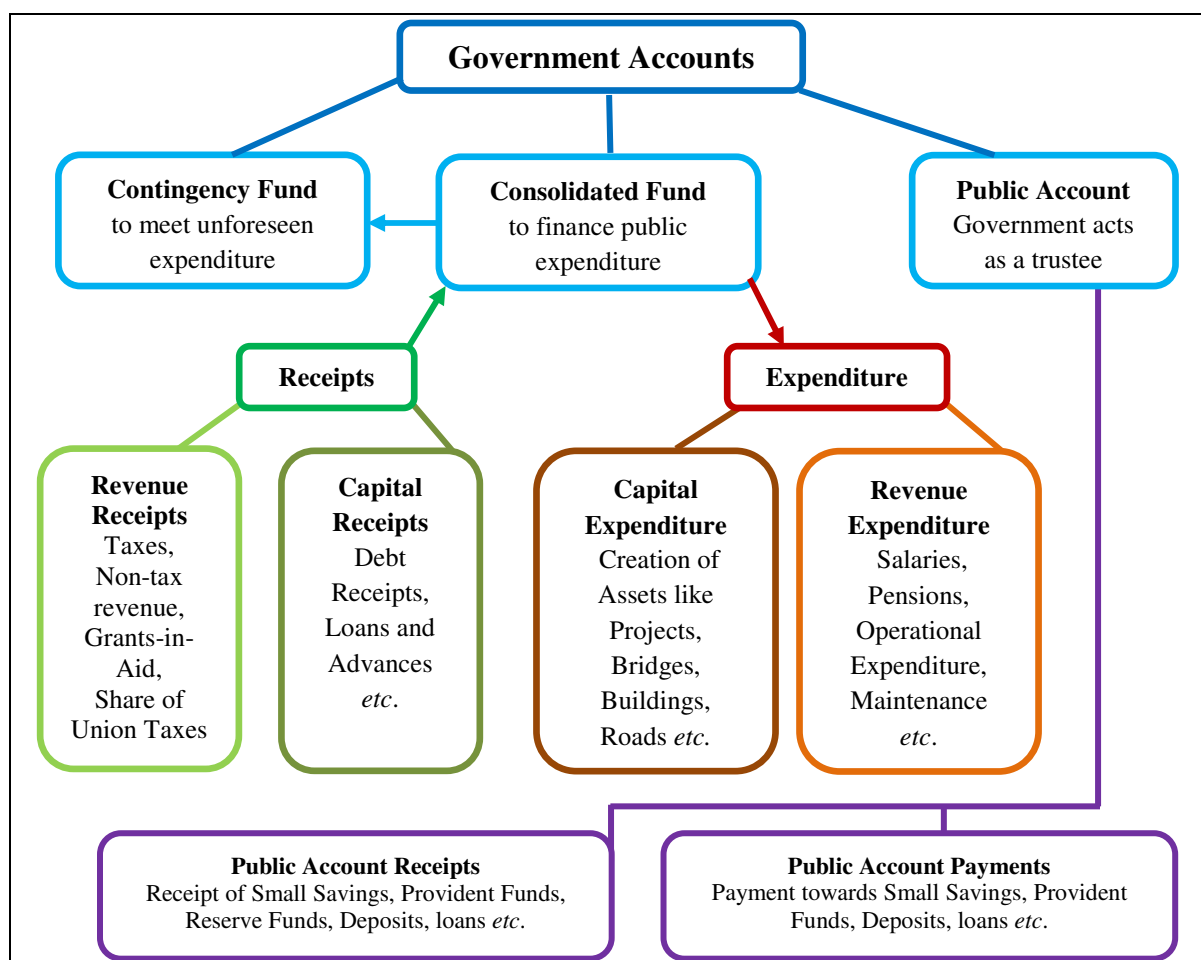 Government Accounts
Contingency Fund
to meet unforeseen
expenditure
Consolidated Fund
to finance public
expenditure
Public Account
Government acts
as a trustee
Receipts
Expenditure
Revenue
Receipts
Taxes,
Non-tax
revenue,
Grants-in-
Aid,
Share of
Union Taxes
Capital
Receipts
Debt
Receipts,
Loans and
Advances
etc.
Capital
Expenditure
Creation of
Assets like
Projects,
Bridges,
Buildings,
Roads etc.
Revenue
Expenditure
Salaries,
Pensions,
Operational
Expenditure,
Maintenance
etc.
Public Account Receipts
Receipt of Small Savings, Provident Funds,
Reserve Funds, Deposits, loans etc.
Public Account Payments
Payment towards Small Savings, Provident
Funds, Deposits, loans etc.